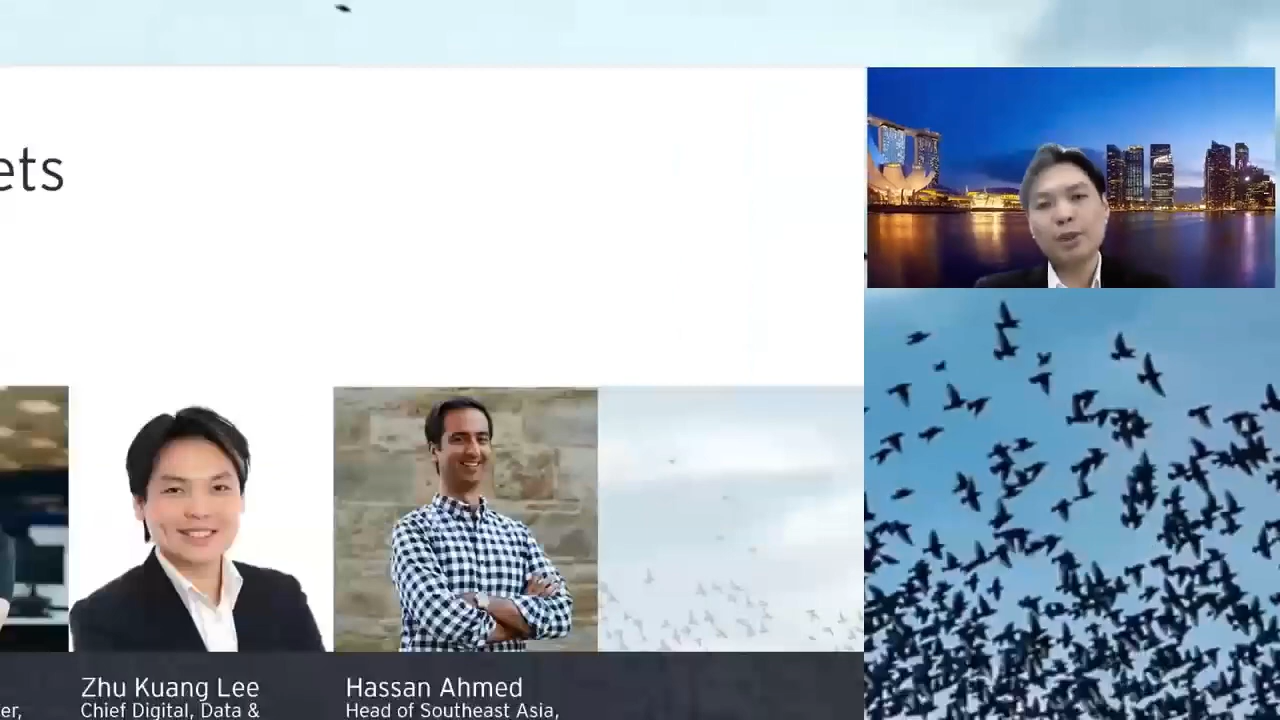 ets
Zhu Kuang Lee
Chief Digital, Data &
Hassan Ahmed
Head of Southeast Asia,
er,